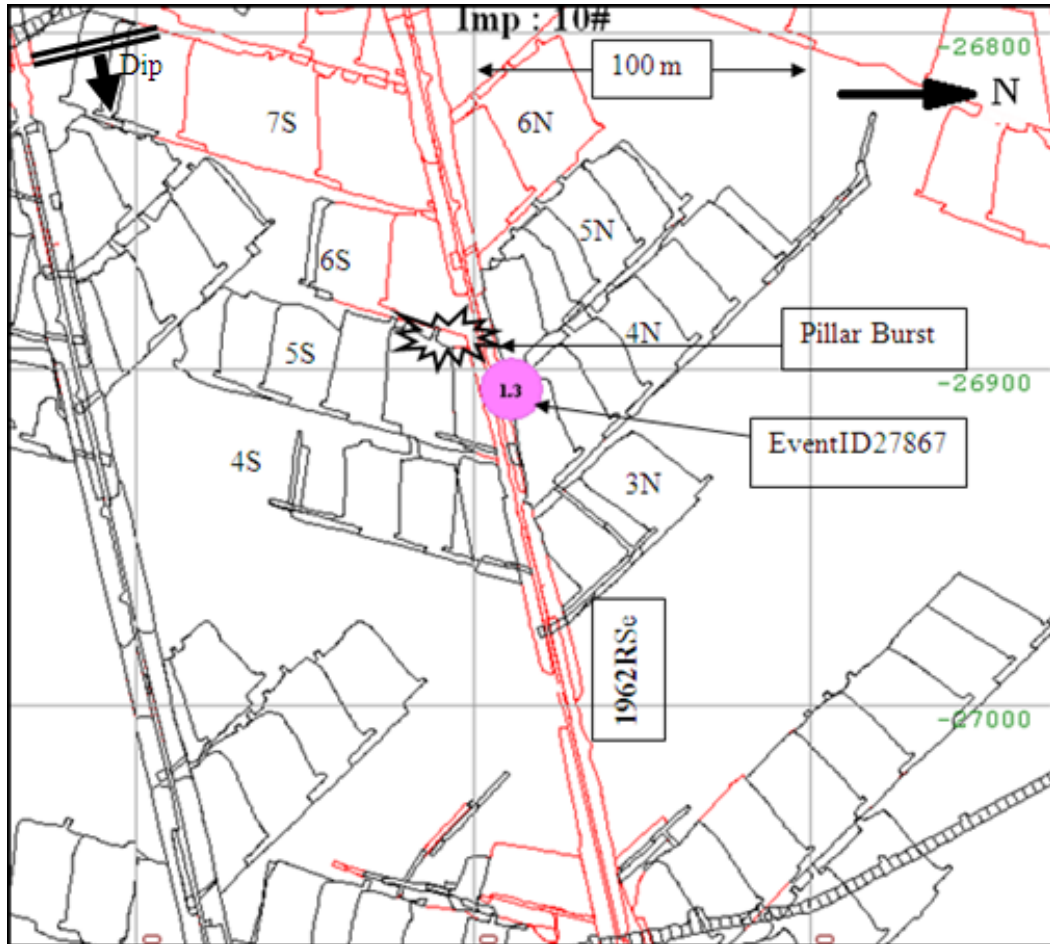 Imp : 10#
-26800
Dip
100 m
N
7S
6N
5N
6S
4N
Pillar Burst
5S
-26900
1.3
EventID27867
4S
3N
1962RSe
-27000